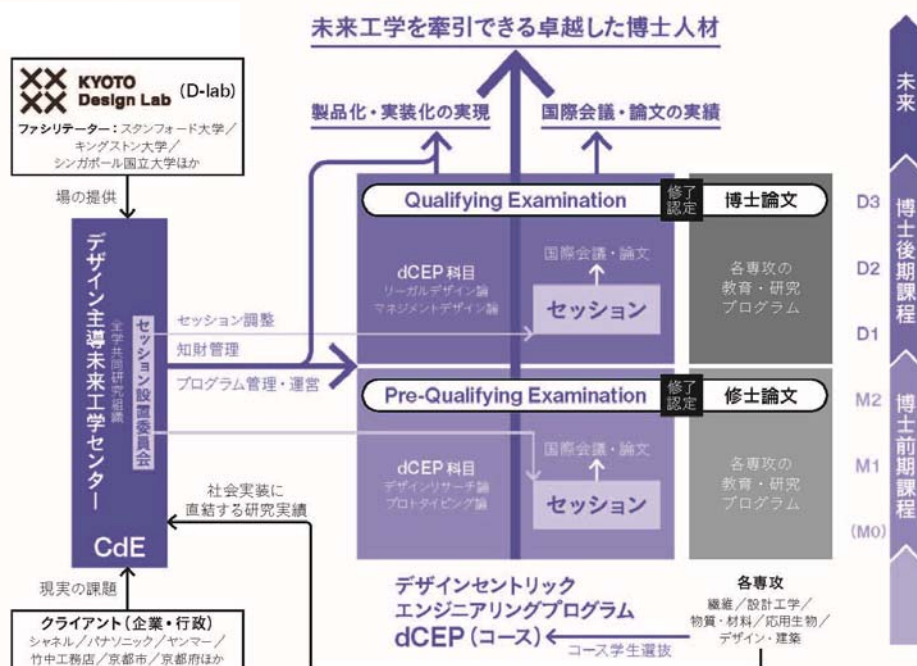 未来工学を牽引できる卓越した博士人材
KYOTO
Design Lab (D-lab)
ファシリテーター：スタンフォード大学／
キングストン大学／
シンガポール国立大学ほか
場の提供
製品化・実装化の実現
国際会議・論文の実績
デザイン主導未来工学センター
全学共同研究組織
セッション設置委員会
CdE
セッション調整
知財管理
プログラム管理・運営
Qualifying Examination
修了
認定
博士論文
dCEP 科目
リーガルデザイン論
マネジメントデザイン論
国際会議・論文
セッション
各専攻の
教育・研究
プログラム
Pre-Qualifying Examination
修了
認定
修士論文
dCEP 科目
デザインリサーチ論
プロトタイピング論
国際会議・論文
セッション
各専攻の
教育・研究
プログラム
未来
D3
D2
D1
博士後期課程
M2
M1
(M0)
博士前期課程
社会実装に
直結する研究実績
現実の課題
クライアント（企業・行政）
シャネル／パナソニック／ヤンマー／
竹中工務店／京都市／京都府ほか
デザインセントリック
エンジニアリングプログラム
dCEP（コース）
コース学生選抜
各専攻
繊維／設計工学／
物質・材料／応用生物／
デザイン・建築